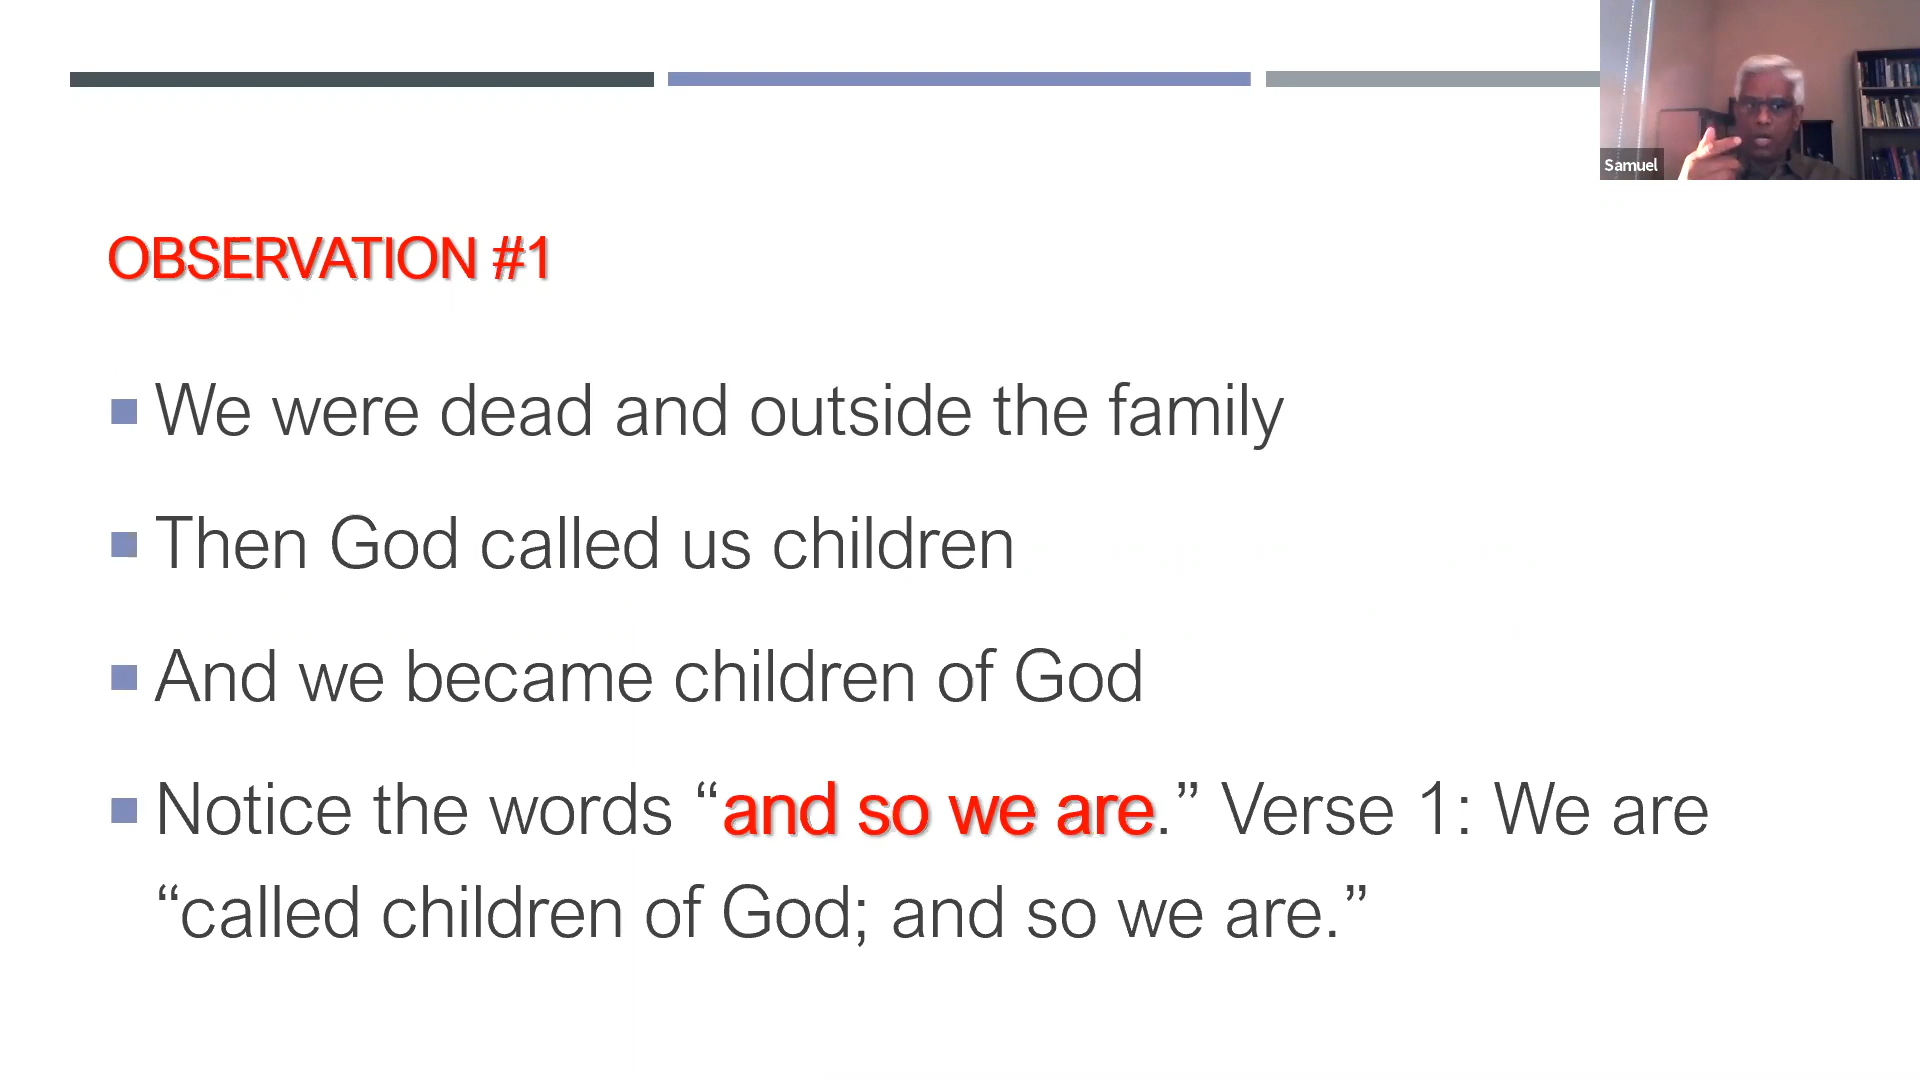 Samuel
OBSERVATION #1
We were dead and outside the family
Then God called us children
And we became children of God
Notice the words “and so we are.” Verse 1: We are
“called children of God; and so we are.”